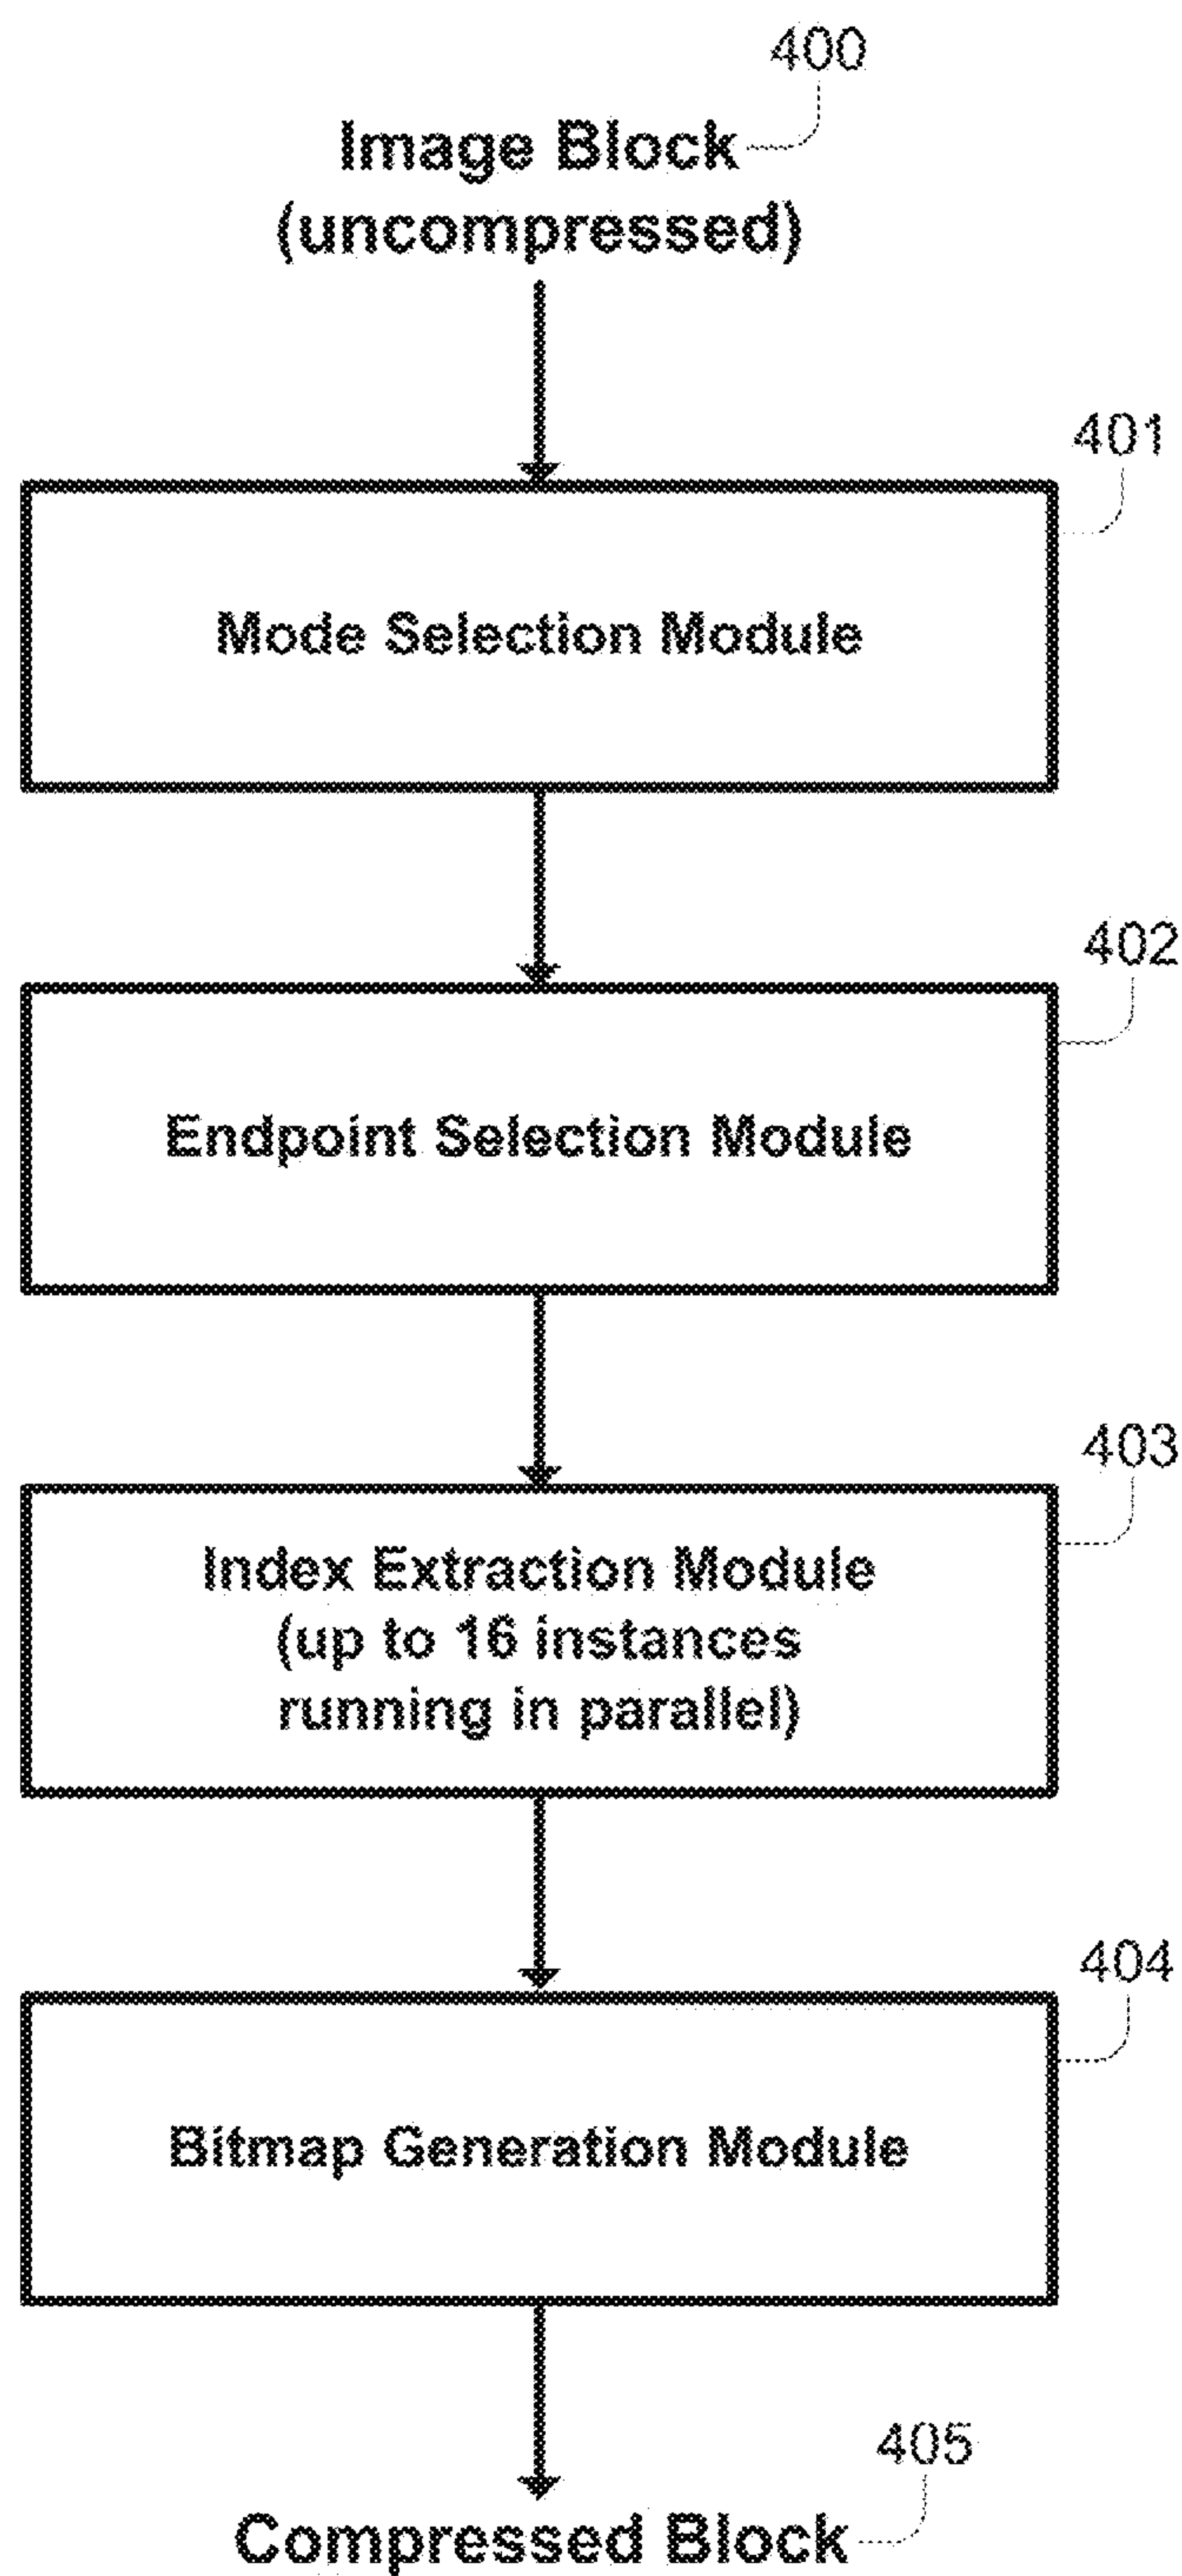 400
Image Block
(uncompressed)
401
Mode Selection Module
402
Endpoint Selection Module
403
Index Extraction Module
(up to 16 instances
running in parallel)
404
Bitmap Generation Module
405
Compressed Block